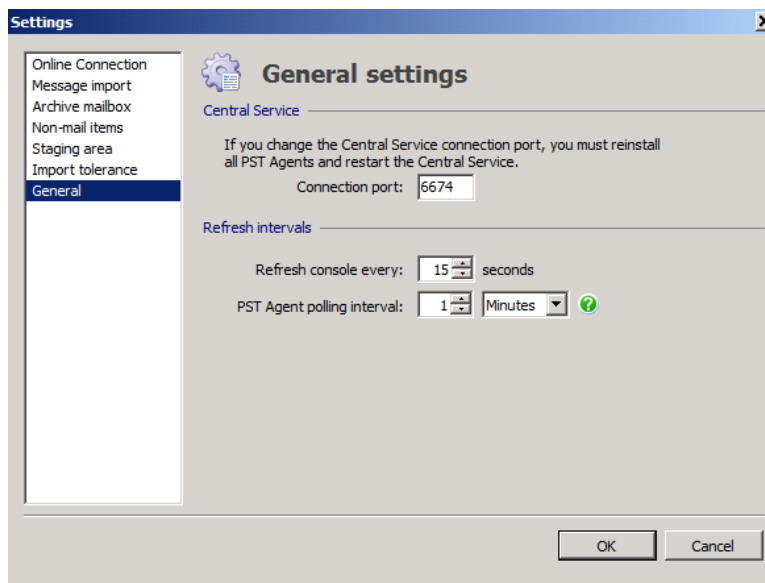 Settings
Online Connection
Message import
Archive mailbox
Non-mail items
Staging area
Import tolerance
General
General settings
Central Service
If you change the Central Service connection port, you must reinstall
all PST Agents and restart the Central Service.
Connection port: 6674
Refresh intervals
Refresh console every: 15 seconds
PST Agent polling interval: 1 Minutes ?
OK Cancel